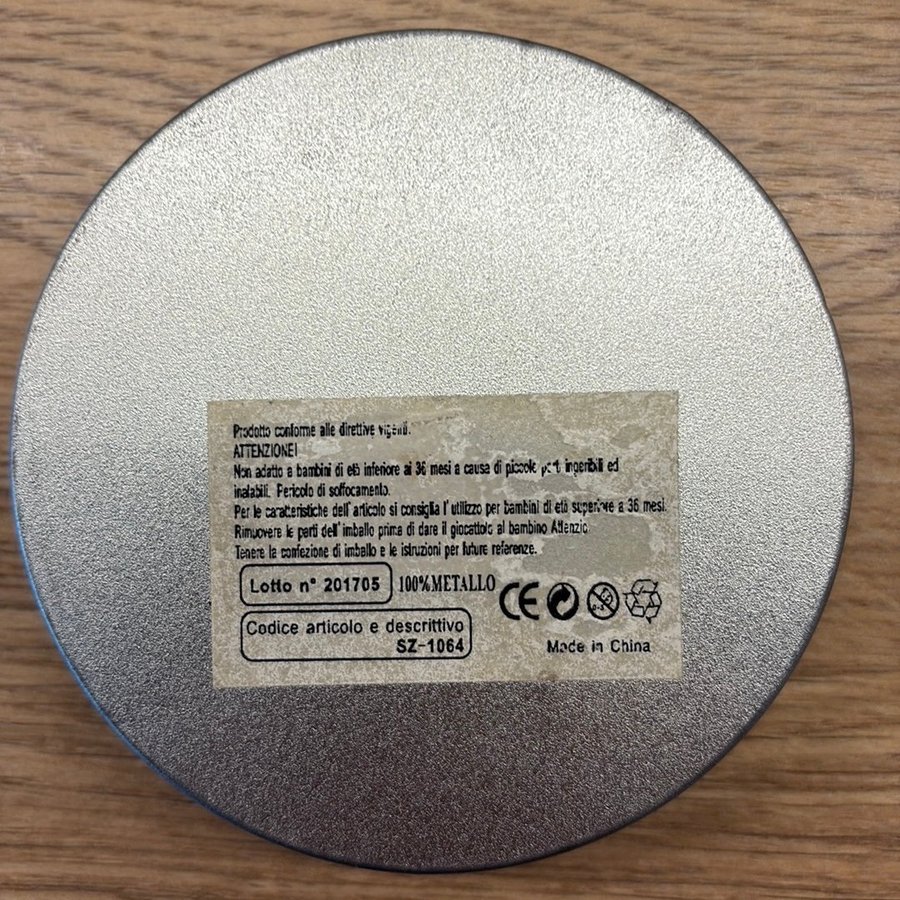 Prodotto conforme alle direttive vigenti.
ATTENZIONE!
Non adatto a bambini di età inferiore ai 36 mesi a causa di piccole parti ingeribili ed
inalabili. Pericolo di soffocamento.
Per le caratteristiche dell'articolo si consiglia l'utilizzo per bambini di età superiore a 36 mesi.
Rimuovere le parti dell'imballo prima di dare il giocattolo al bambino Attenzio
Tenere la confezione di imballo e le istruzioni per future referenze.
Lotto n° 201705 100%METALLO
CE 0-3
Codice articolo e descrittivo
SZ-1064
Made in China